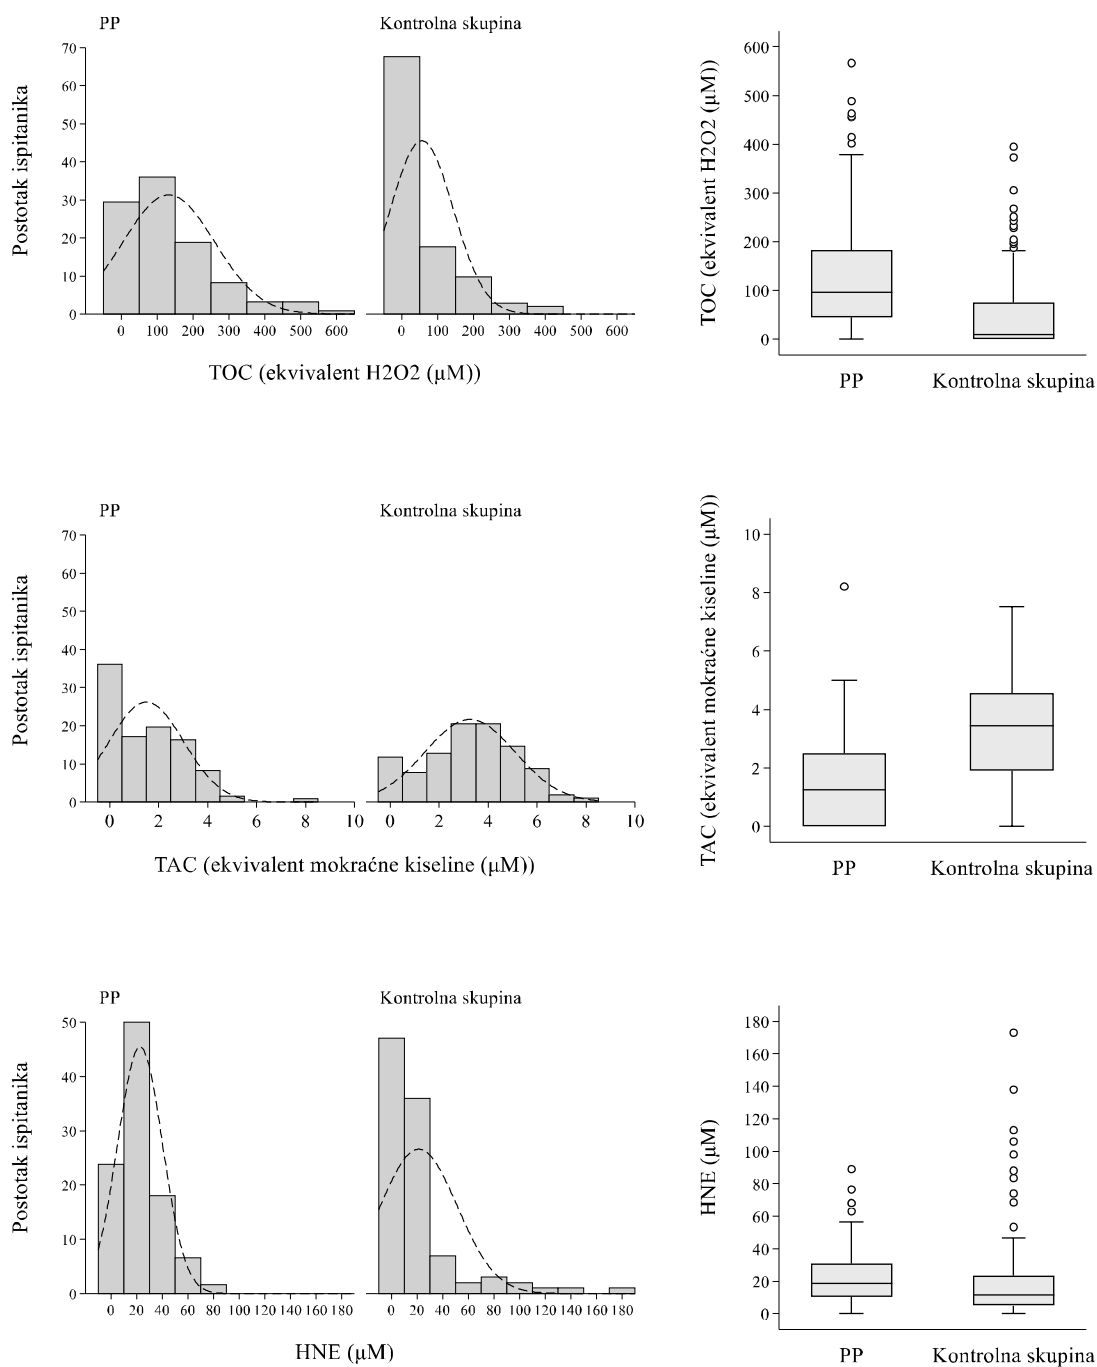 PP
Kontrolna skupina
Postotak ispitanika
70
60
50
40
30
20
10
0
0 100 200 300 400 500 600
0 100 200 300 400 500 600
TOC (ekvivalent H2O2 (μM))
TOC (ekvivalent H2O2 (μM))
600
500
400
300
200
100
0
PP
Kontrolna skupina
PP
Kontrolna skupina
Postotak ispitanika
70
60
50
40
30
20
10
0
0 2 4 6 8 10
0 2 4 6 8 10
TAC (ekvivalent mokraćne kiseline (μM))
TAC (ekvivalent mokraćne kiseline (μM))
10
8
6
4
2
0
PP
Kontrolna skupina
PP
Kontrolna skupina
Postotak ispitanika
50
40
30
20
10
0
0 20 40 60 80 100 120 140 160 180
0 20 40 60 80 100 120 140 160 180
HNE (μM)
HNE (μM)
180
160
140
120
100
80
60
40
20
0
PP
Kontrolna skupina